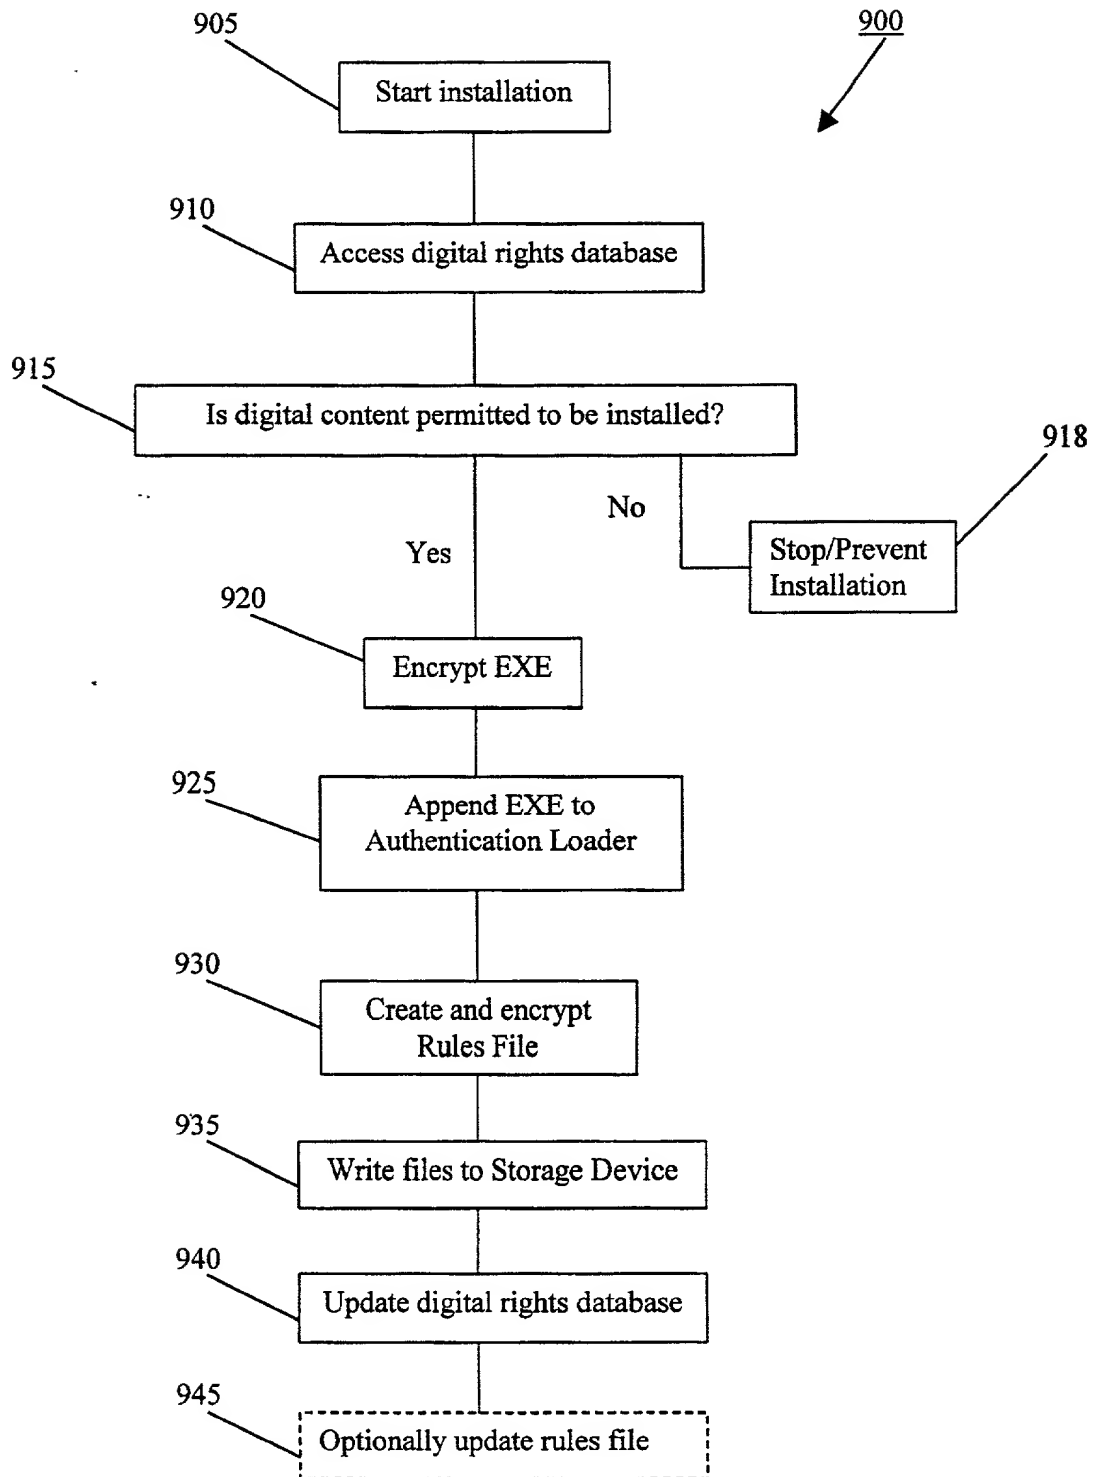 905
900
Start installation
910
Access digital rights database
915
Is digital content permitted to be installed?
918
No
Stop/Prevent
Installation
Yes
920
Encrypt EXE
925
Append EXE to
Authentication Loader
930
Create and encrypt
Rules File
935
Write files to Storage Device
940
Update digital rights database
945
Optionally update rules file